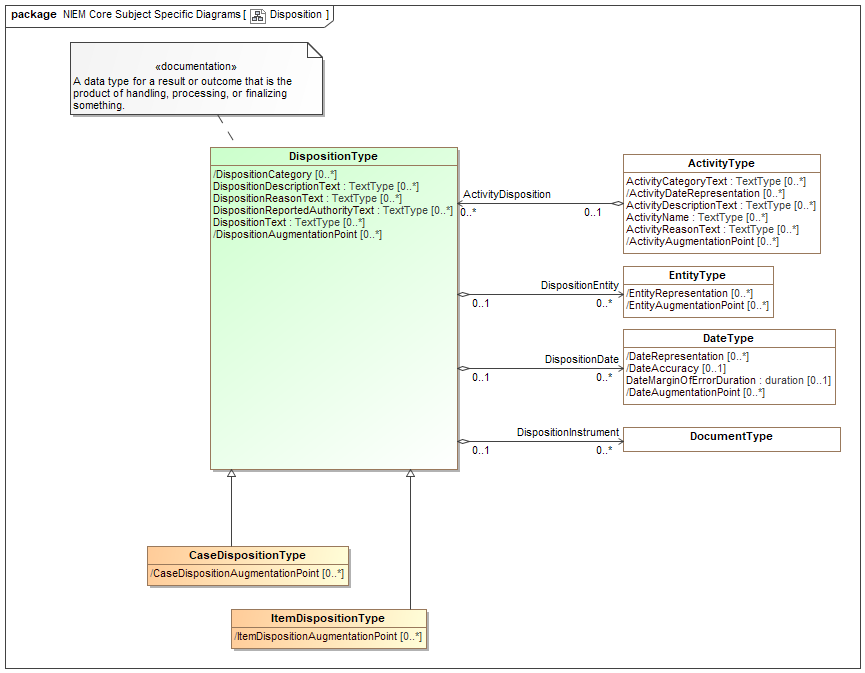 package NIEM Core Subject Specific Diagrams [ Disposition ]
«documentation»
A data type for a result or outcome that is the
product of handling, processing, or finalizing
something.
DispositionType
/DispositionCategory [0..*]
DispositionDescriptionText : TextType [0..*]
DispositionReasonText : TextType [0..*]
DispositionReportedAuthorityText : TextType [0..*]
DispositionText : TextType [0..*]
/DispositionAugmentationPoint [0..*]
ActivityDisposition
0..*
0..1
ActivityType
ActivityCategoryText : TextType [0..*]
/ActivityDateRepresentation [0..*]
ActivityDescriptionText : TextType [0..*]
ActivityName : TextType [0..*]
ActivityReasonText : TextType [0..*]
/ActivityAugmentationPoint [0..*]
DispositionEntity
0..1
0..*
EntityType
/EntityRepresentation [0..*]
/EntityAugmentationPoint [0..*]
DispositionDate
0..1
0..*
DateType
/DateRepresentation [0..*]
/DateAccuracy [0..1]
DateMarginOfErrorDuration : duration [0..1]
/DateAugmentationPoint [0..*]
DispositionInstrument
0..1
0..*
DocumentType
CaseDispositionType
/CaseDispositionAugmentationPoint [0..*]
ItemDispositionType
/ItemDispositionAugmentationPoint [0..*]